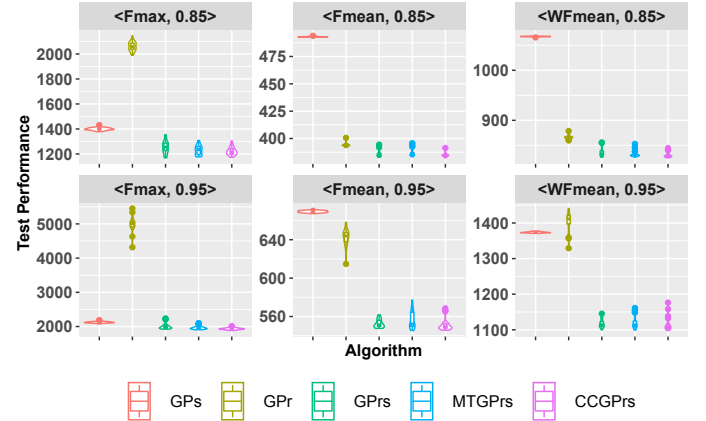 <Fmax, 0.85>
<Fmean, 0.85>
<WFmean, 0.85>
2000
1800
1600
1400
1200
475
450
425
400
1000
900
<Fmax, 0.95>
<Fmean, 0.95>
<WFmean, 0.95>
5000
4000
3000
2000
640
600
560
1400
1300
1200
1100
Test Performance
Algorithm
GPs
GPr
GPrs
MTGPrs
CCGPrs